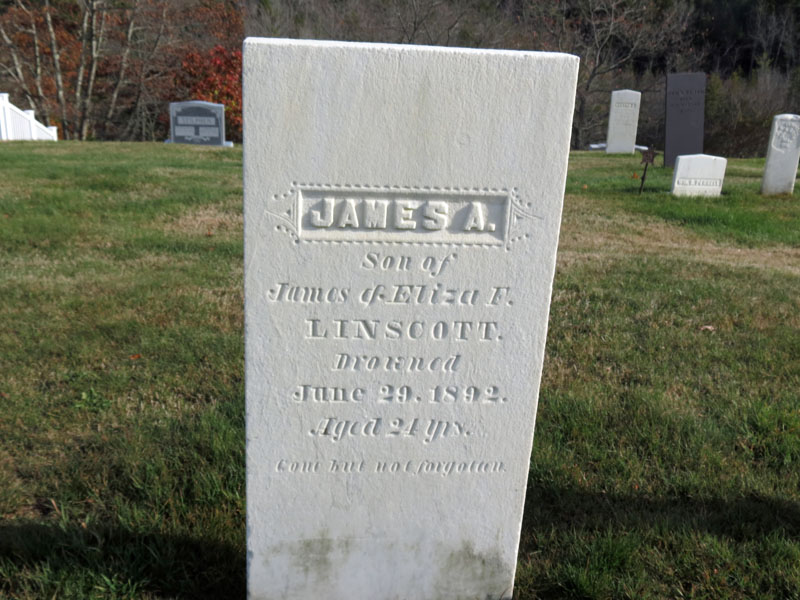 JAMES A.
Son of
James & Eliza F.
LINSCOTT.
Drowned
June 29. 1892.
Aged 24 yrs.
Gone but not forgotten.